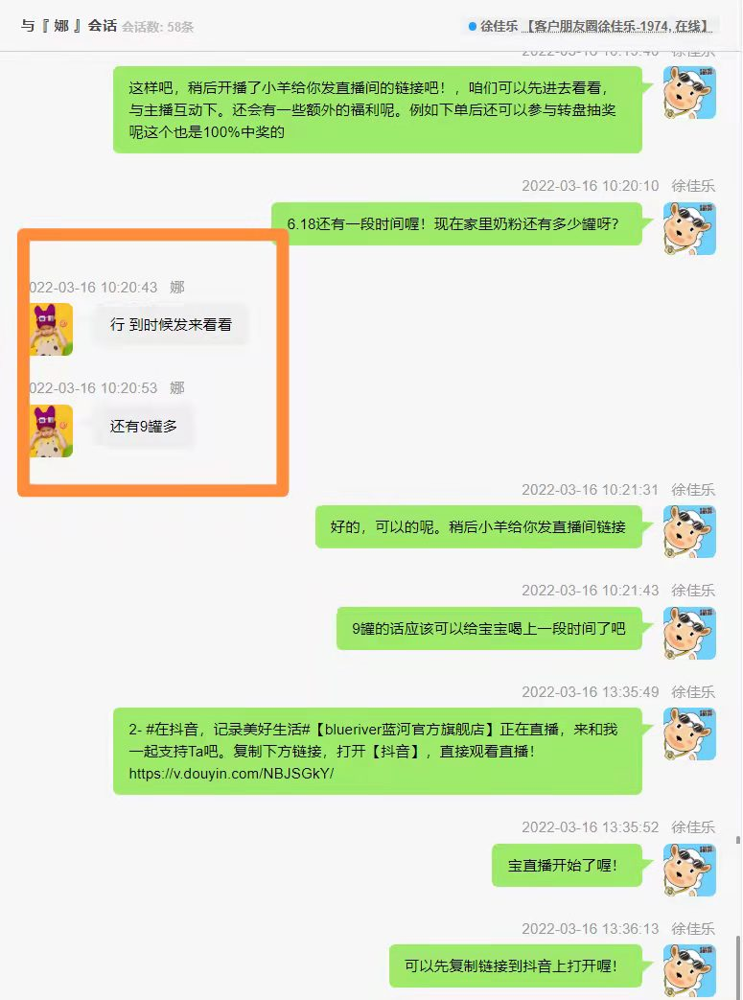 与『 娜 』会话 会话数: 58条
徐佳乐 【客户朋友圈徐佳乐-1974, 在线】
徐佳乐
这样吧，稍后开播了小羊给你发直播间的链接吧！，咱们可以先进去看看，
与主播互动下。还会有一些额外的福利呢。例如下单后还可以参与转盘抽奖
呢这个也是100%中奖的
2022-03-16 10:20:10 徐佳乐
6.18还有一段时间喔！现在家里奶粉还有多少罐呀？
022-03-16 10:20:43 娜
行 到时候发来看看
022-03-16 10:20:53 娜
还有9罐多
2022-03-16 10:21:31 徐佳乐
好的，可以的呢。稍后小羊给你发直播间链接
2022-03-16 10:21:43 徐佳乐
9罐的话应该可以给宝宝喝上一段时间了吧
2022-03-16 13:35:49 徐佳乐
2- #在抖音，记录美好生活#【blueriver蓝河官方旗舰店】正在直播，来和我
一起支持Ta吧。复制下方链接，打开【抖音】，直接观看直播！
https://v.douyin.com/NBJSGkY/
2022-03-16 13:35:52 徐佳乐
宝直播开始了喔！
2022-03-16 13:36:13 徐佳乐
可以先复制链接到抖音上打开喔！